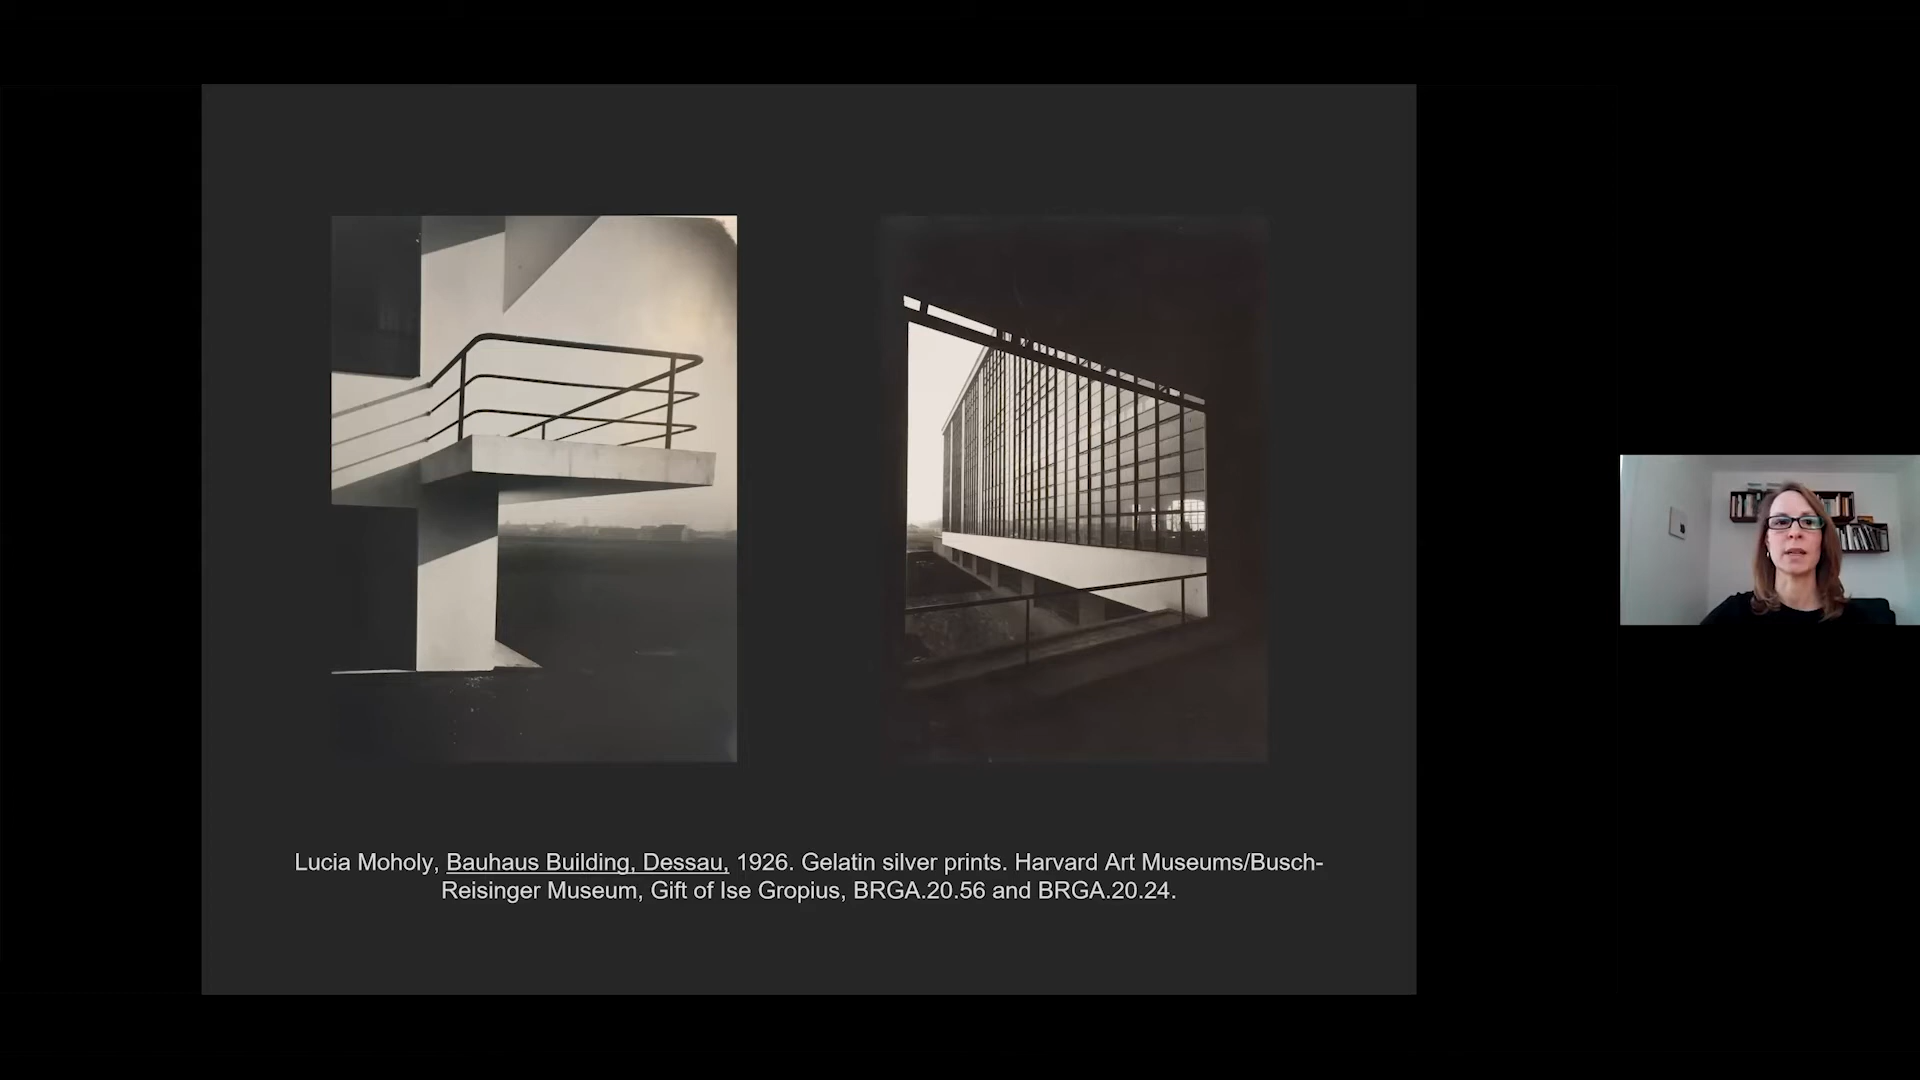 Lucia Moholy, Bauhaus Building, Dessau, 1926. Gelatin silver prints. Harvard Art Museums/Busch-
Reisinger Museum, Gift of Ise Gropius, BRGA.20.56 and BRGA.20.24.